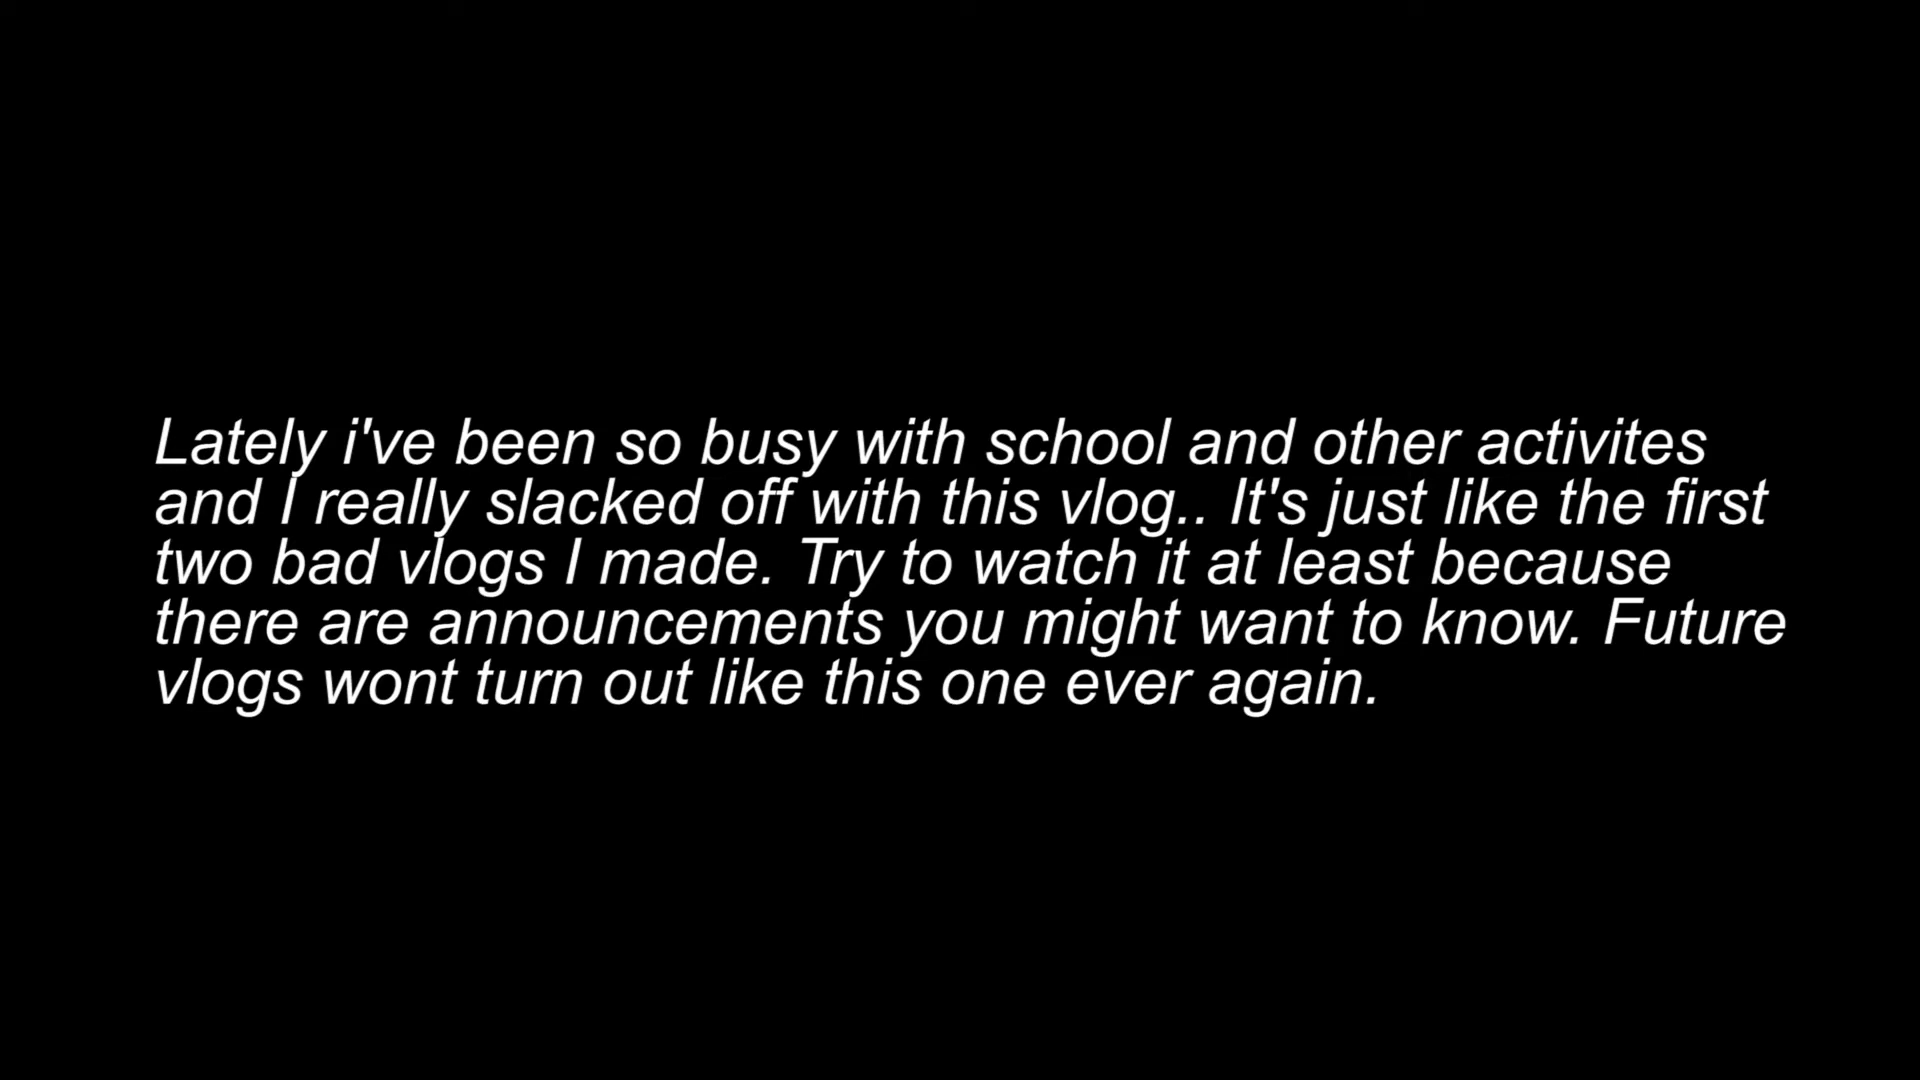 Lately i've been so busy with school and other activites
and I really slacked off with this vlog.. It's just like the first
two bad vlogs I made. Try to watch it at least because
there are announcements you might want to know. Future
vlogs wont turn out like this one ever again.